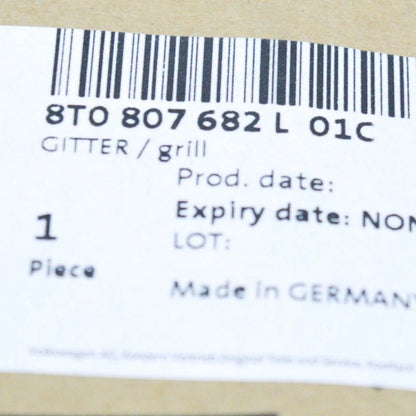 8T0 807 682 L 01C
GITTER / grill
Prod. date:
Expiry date: NON
1
LOT:
Piece
Made in GERMANY